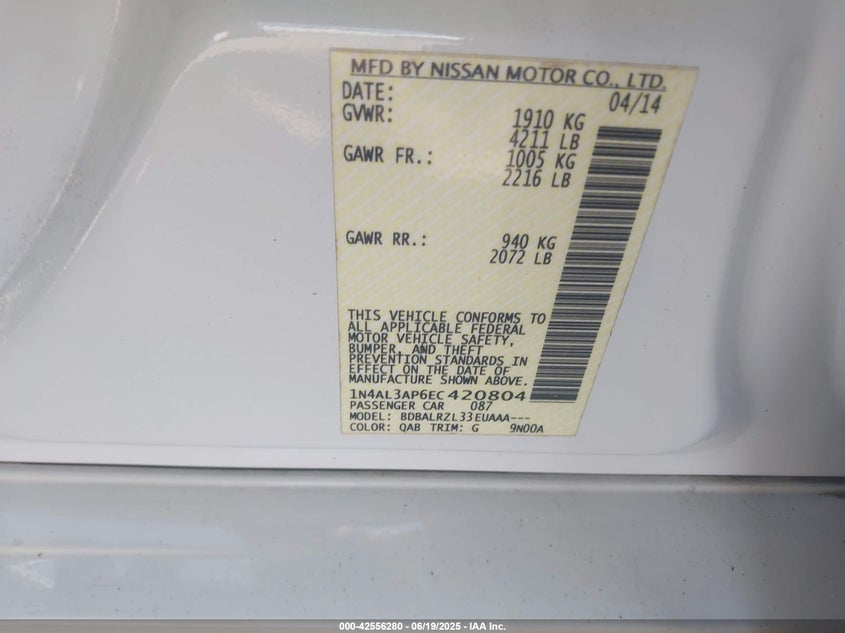 MFD BY NISSAN MOTOR CO., LTD.
DATE: 04/14
GVWR: 1910 KG
4211 LB
GAWR FR.: 1005 KG
2216 LB
GAWR RR.: 940 KG
2072 LB
THIS VEHICLE CONFORMS TO
ALL APPLICABLE FEDERAL
MOTOR VEHICLE SAFETY,
BUMPER, AND THEFT
PREVENTION STANDARDS IN
EFFECT ON THE DATE OF
MANUFACTURE SHOWN ABOVE.
1N4AL3AP6EC420804
PASSENGER CAR 087
MODEL: BDBALRZL33EUAAA---
COLOR: QAB TRIM: G 9N00A
000-42556280 - 06/19/2025 - IAA Inc.